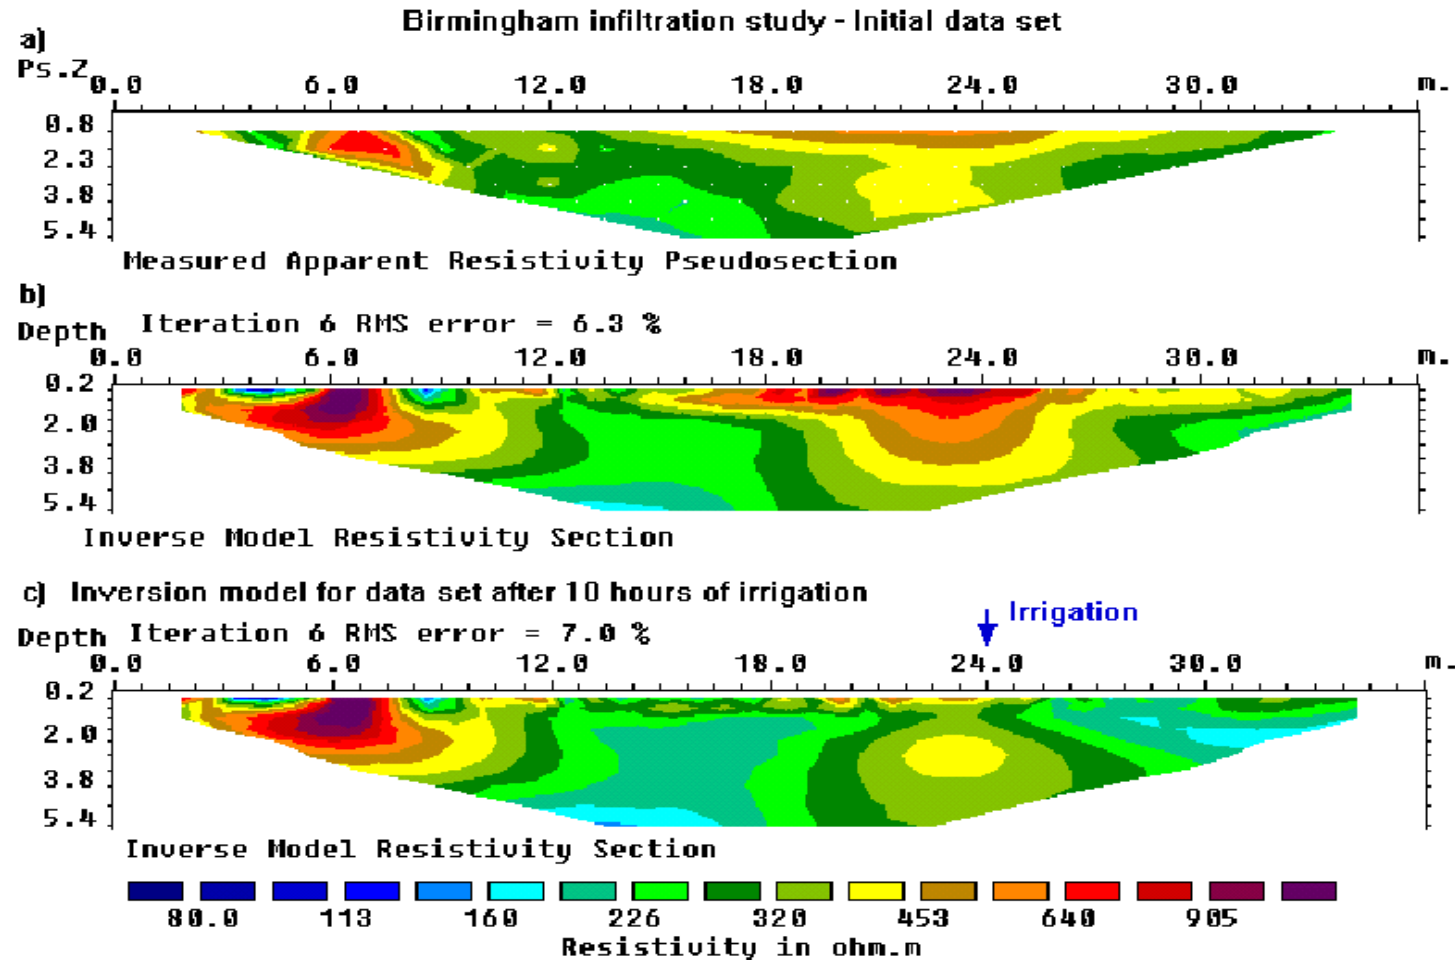 Birmingham infiltration study - Initial data set
a)
Ps.Z 0.0 6.0 12.0 18.0 24.0 30.0 m.
0.8
2.3
3.8
5.4
Measured Apparent Resistivity Pseudosection
b)
Depth Iteration 6 RMS error = 6.3 %
0.0 6.0 12.0 18.0 24.0 30.0 m.
0.2
2.0
3.8
5.4
Inverse Model Resistivity Section
c) Inversion model for data set after 10 hours of irrigation
Irrigation
Depth Iteration 6 RMS error = 7.0 %
0.0 6.0 12.0 18.0 24.0 30.0 m.
0.2
2.0
3.8
5.4
Inverse Model Resistivity Section
80.0 113 160 226 320 453 640 905
Resistivity in ohm.m